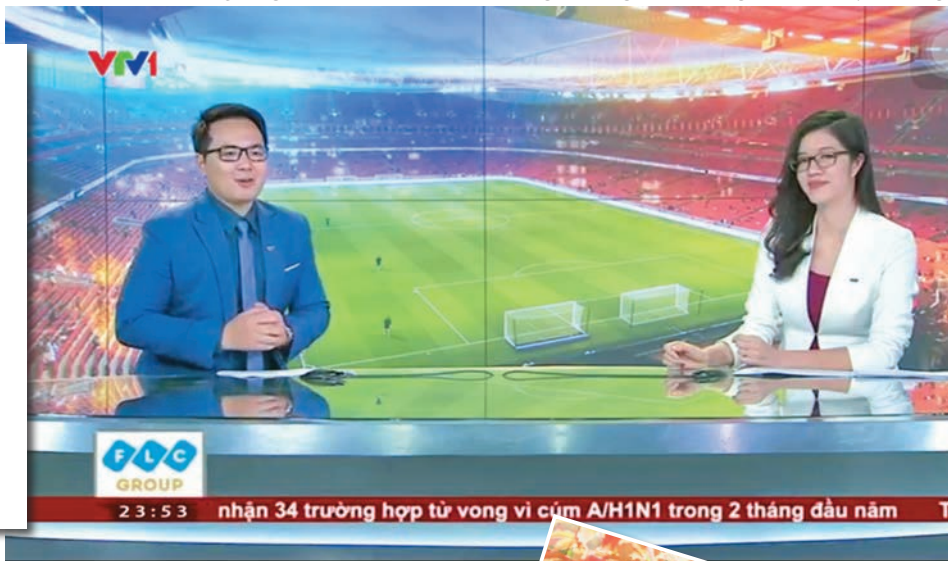 VTV1
FLC
GROUP
23:53
nhận 34 trường hợp tử vong vì cúm A/H1N1 trong 2 tháng đầu năm